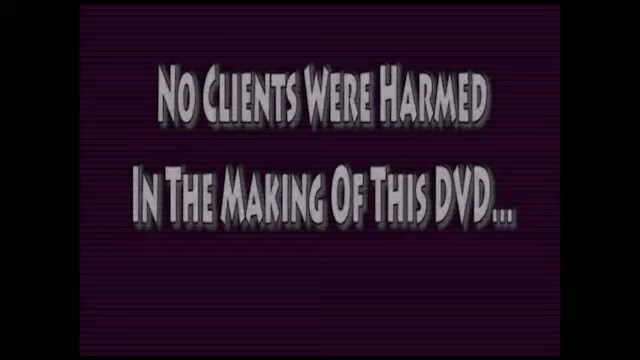 No Clients Were Harmed
In The Making Of This DVD...